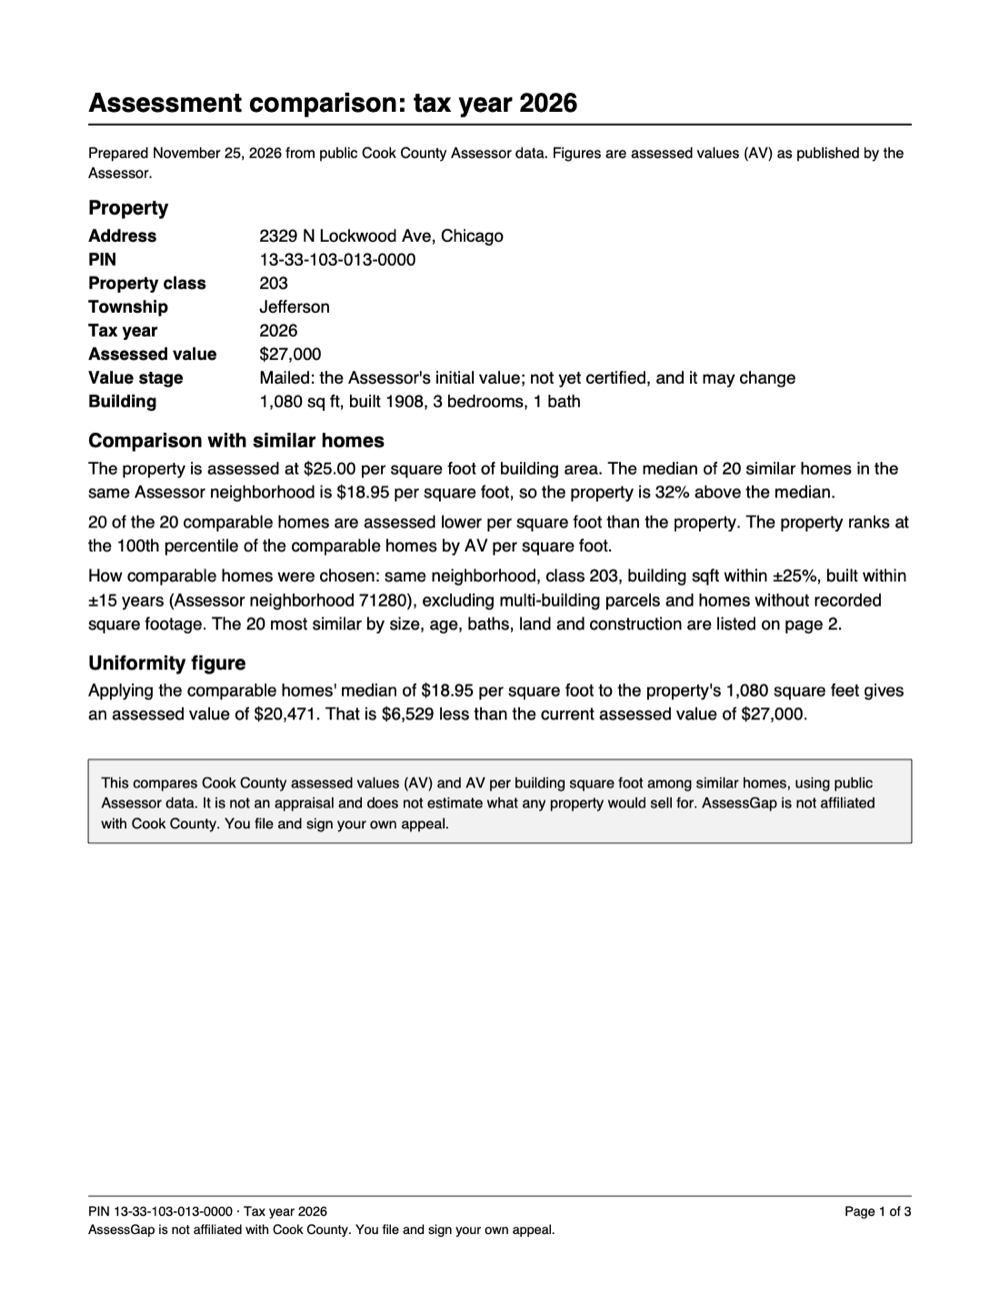 Assessment comparison: tax year 2026
Prepared November 25, 2026 from public Cook County Assessor data. Figures are assessed values (AV) as published by the
Assessor.
Property
Address 2329 N Lockwood Ave, Chicago
PIN 13-33-103-013-0000
Property class 203
Township Jefferson
Tax year 2026
Assessed value $27,000
Value stage Mailed: the Assessor's initial value; not yet certified, and it may change
Building 1,080 sq ft, built 1908, 3 bedrooms, 1 bath
Comparison with similar homes
The property is assessed at $25.00 per square foot of building area. The median of 20 similar homes in the
same Assessor neighborhood is $18.95 per square foot, so the property is 32% above the median.
20 of the 20 comparable homes are assessed lower per square foot than the property. The property ranks at
the 100th percentile of the comparable homes by AV per square foot.
How comparable homes were chosen: same neighborhood, class 203, building sqft within ±25%, built within
±15 years (Assessor neighborhood 71280), excluding multi-building parcels and homes without recorded
square footage. The 20 most similar by size, age, baths, land and construction are listed on page 2.
Uniformity figure
Applying the comparable homes' median of $18.95 per square foot to the property's 1,080 square feet gives
an assessed value of $20,471. That is $6,529 less than the current assessed value of $27,000.
This compares Cook County assessed values (AV) and AV per building square foot among similar homes, using public
Assessor data. It is not an appraisal and does not estimate what any property would sell for. AssessGap is not affiliated
with Cook County. You file and sign your own appeal.
PIN 13-33-103-013-0000 · Tax year 2026 Page 1 of 3
AssessGap is not affiliated with Cook County. You file and sign your own appeal.